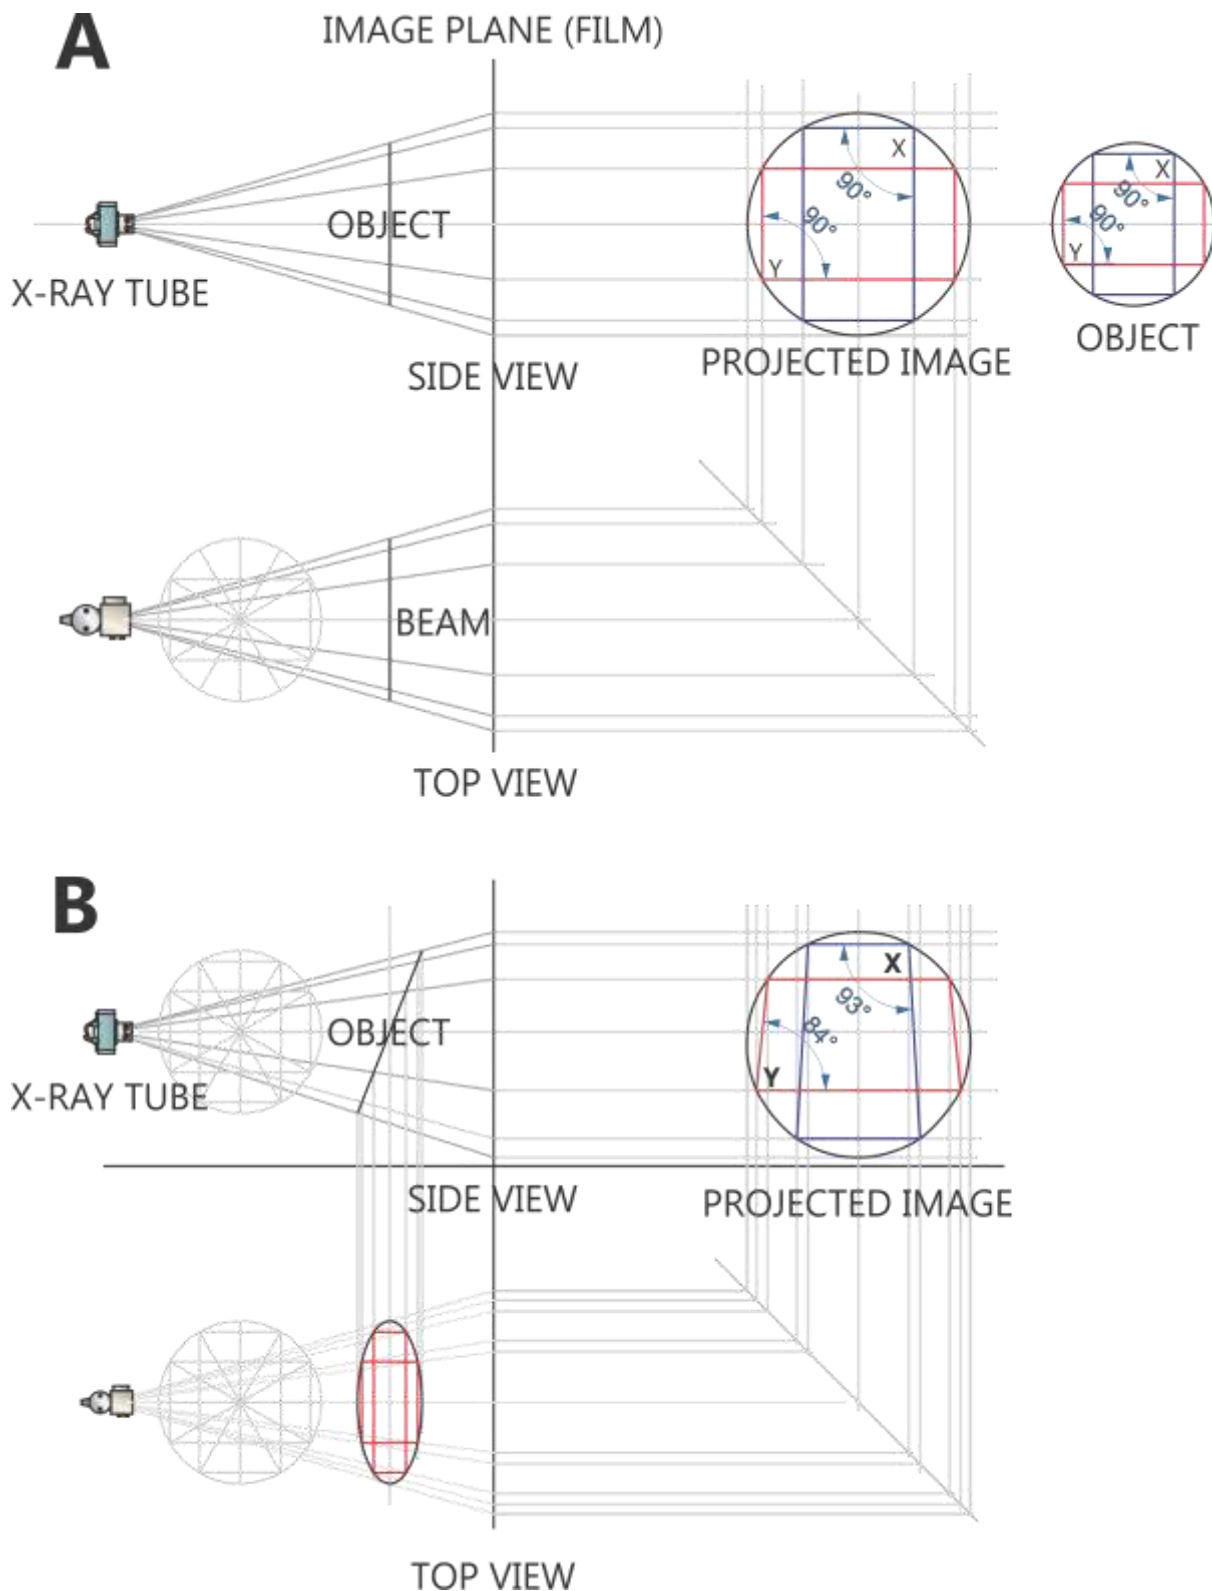 A
IMAGE PLANE (FILM)
X
90°
90°
Y
X
90°
90°
Y
OBJECT
X-RAY TUBE
OBJECT
SIDE VIEW
PROJECTED IMAGE
BEAM
TOP VIEW
B
X
93°
84°
Y
OBJECT
X-RAY TUBE
SIDE VIEW
PROJECTED IMAGE
TOP VIEW